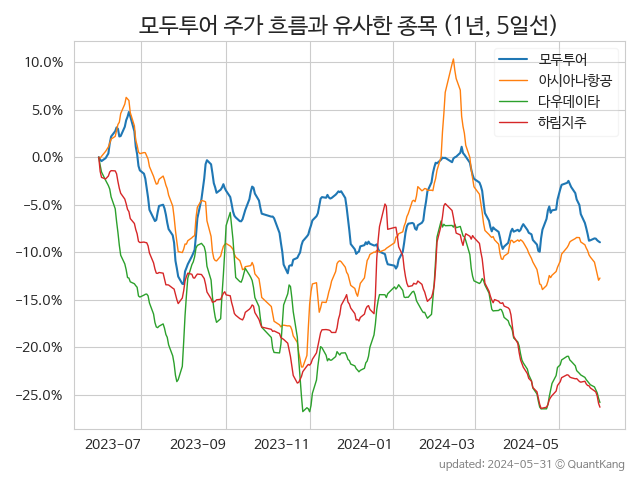 모두투어 주가 흐름과 유사한 종목 (1년, 5일선)
모두투어
아시아나항공
다우데이타
하림지주
10.0%
5.0%
0.0%
−5.0%
−10.0%
−15.0%
−20.0%
−25.0%
2023-07 2023-09 2023-11 2024-01 2024-03 2024-05
updated: 2024-05-31 © QuantKang